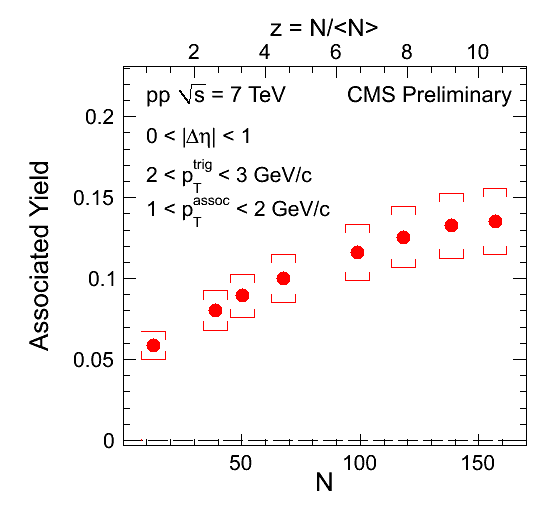 z = N/<N>
2 4 6 8 10
pp √s = 7 TeV CMS Preliminary
0 < |Δη| < 1
2 < p_T^trig < 3 GeV/c
1 < p_T^assoc < 2 GeV/c
Associated Yield
0.2
0.15
0.1
0.05
0
50 100 150
N